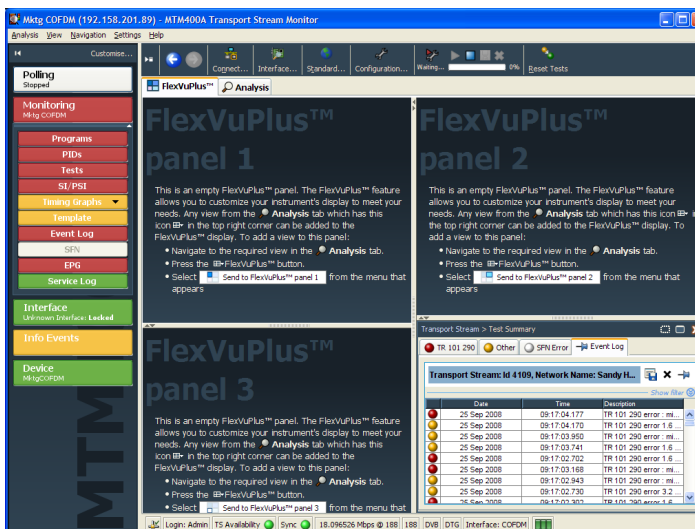 Mktg COFDM (192.158.201.89) - MTM400A Transport Stream Monitor
Analysis View Navigation Settings Help
Customise...
Connect... Interface... Standard... Configuration... Waiting... 0% Reset Tests
Polling
Stopped
Monitoring
Mktg COFDM
Programs
PIDs
Tests
SI/PSI
Timing Graphs
Template
Event Log
SFN
EPG
Service Log
Interface
Unknown Interface: Locked
Info Events
Device
MktgCOFDM
MTM
FlexVuPlus™ Analysis
FlexVuPlus™
panel 1
This is an empty FlexVuPlus™ panel. The FlexVuPlus™ feature
allows you to customize your instrument's display to meet your
needs. Any view from the Analysis tab which has this
icon in the top right corner can be added to the
FlexVuPlus™ display. To add a view to this panel:
• Navigate to the required view in the Analysis tab.
• Press the FlexVuPlus™ button.
• Select Send to FlexVuPlus™ panel 1 from the menu that
appears
FlexVuPlus™
panel 2
This is an empty FlexVuPlus™ panel. The FlexVuPlus™ feature
allows you to customize your instrument's display to meet your
needs. Any view from the Analysis tab which has this icon in
the top right corner can be added to the
FlexVuPlus™ display. To add a view to this panel:
• Navigate to the required view in the Analysis tab.
• Press the FlexVuPlus™ button.
• Select Send to FlexVuPlus™ panel 2 from the menu that
appears
FlexVuPlus™
panel 3
This is an empty FlexVuPlus™ panel. The FlexVuPlus™ feature
allows you to customize your instrument's display to meet your
needs. Any view from the Analysis tab which has this
icon in the top right corner can be added to the
FlexVuPlus™ display. To add a view to this panel:
• Navigate to the required view in the Analysis tab.
• Press the FlexVuPlus™ button.
• Select Send to FlexVuPlus™ panel 3 from the menu that
Transport Stream > Test Summary
TR 101 290 Other SFN Error Event Log
Transport Stream: Id 4109, Network Name: Sandy H...
Show filter
Date Time Description
25 Sep 2008 09:17:04.177 TR 101 290 error : mi...
25 Sep 2008 09:17:04.170 TR 101 290 error 1.6 ...
25 Sep 2008 09:17:03.950 TR 101 290 error : mi...
25 Sep 2008 09:17:03.741 TR 101 290 error 1.6 ...
25 Sep 2008 09:17:02.702 TR 101 290 error 1.6 ...
25 Sep 2008 09:17:03.168 TR 101 290 error : mi...
25 Sep 2008 09:17:02.943 TR 101 290 error : mi...
25 Sep 2008 09:17:02.730 TR 101 290 error 3.2 ...
25 Sep 2008 09:17:02.302 TR 101 290 error 1.6 ...
Login: Admin TS Availability Sync 18.096526 Mbps @ 188 188 DVB DTG Interface: COFDM